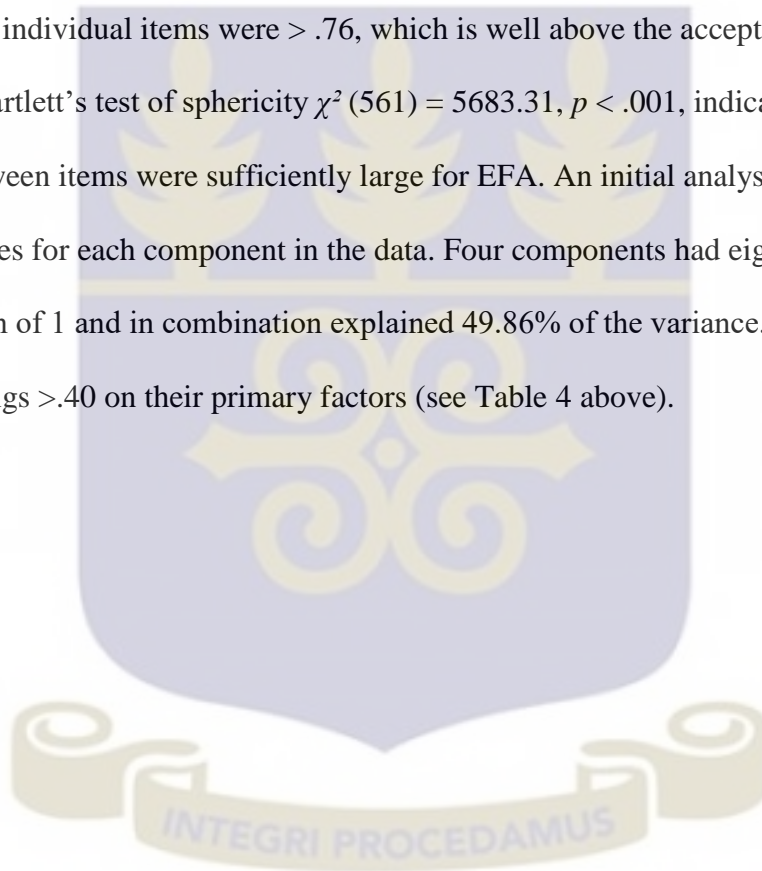 individual items were > .76, which is well above the accept
artlett’s test of sphericity χ² (561) = 5683.31, p < .001, indica
ween items were sufficiently large for EFA. An initial analys
es for each component in the data. Four components had eig
n of 1 and in combination explained 49.86% of the variance.
gs >.40 on their primary factors (see Table 4 above).
INTEGRI PROCEDAMUS